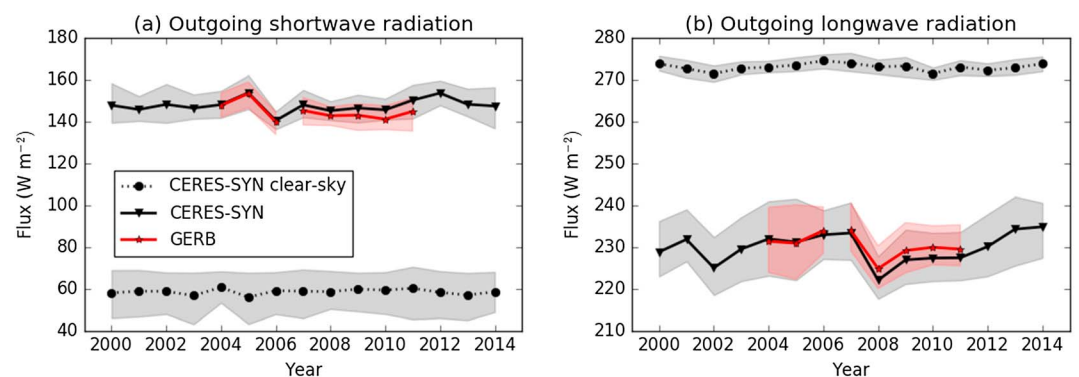 (a) Outgoing shortwave radiation
180
160
140
120
100
80
60
40
Flux (W m⁻²)
CERES-SYN clear-sky
CERES-SYN
GERB
2000 2002 2004 2006 2008 2010 2012 2014
Year
(b) Outgoing longwave radiation
280
270
260
250
240
230
220
210
Flux (W m⁻²)
2000 2002 2004 2006 2008 2010 2012 2014
Year